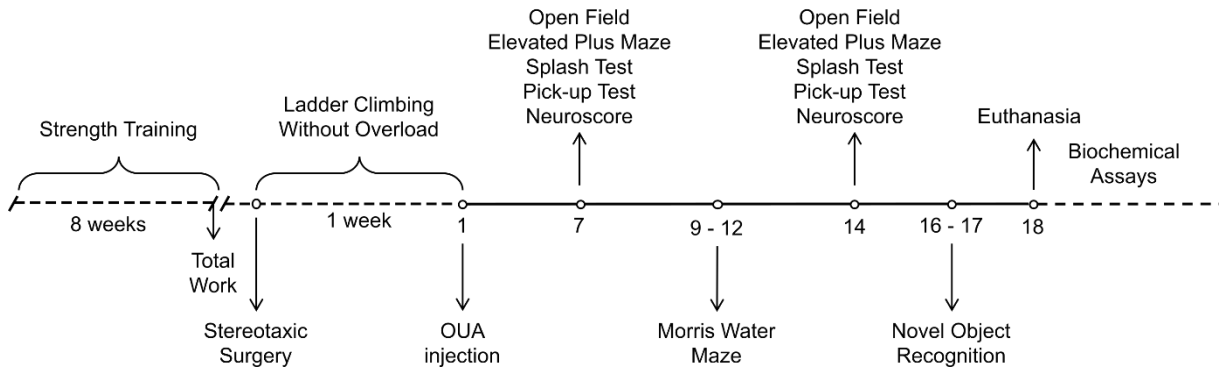 Open Field
Elevated Plus Maze
Splash Test
Pick-up Test
Neuroscore
Open Field
Elevated Plus Maze
Splash Test
Pick-up Test
Neuroscore
Strength Training
Ladder Climbing
Without Overload
Euthanasia
Biochemical
Assays
8 weeks
1 week
1
7
9 - 12
14
16 - 17
18
Total
Work
Stereotaxic
Surgery
OUA
injection
Morris Water
Maze
Novel Object
Recognition